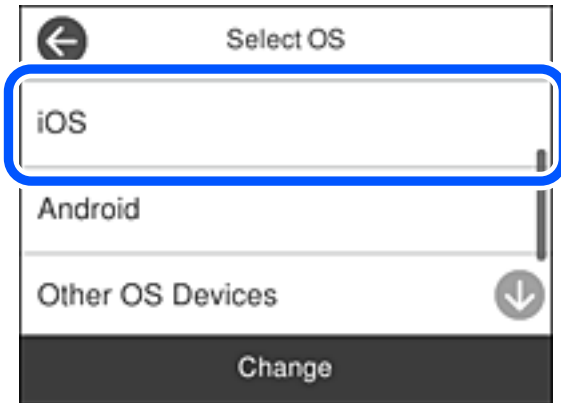 Select OS
iOS
Android
Other OS Devices
Change